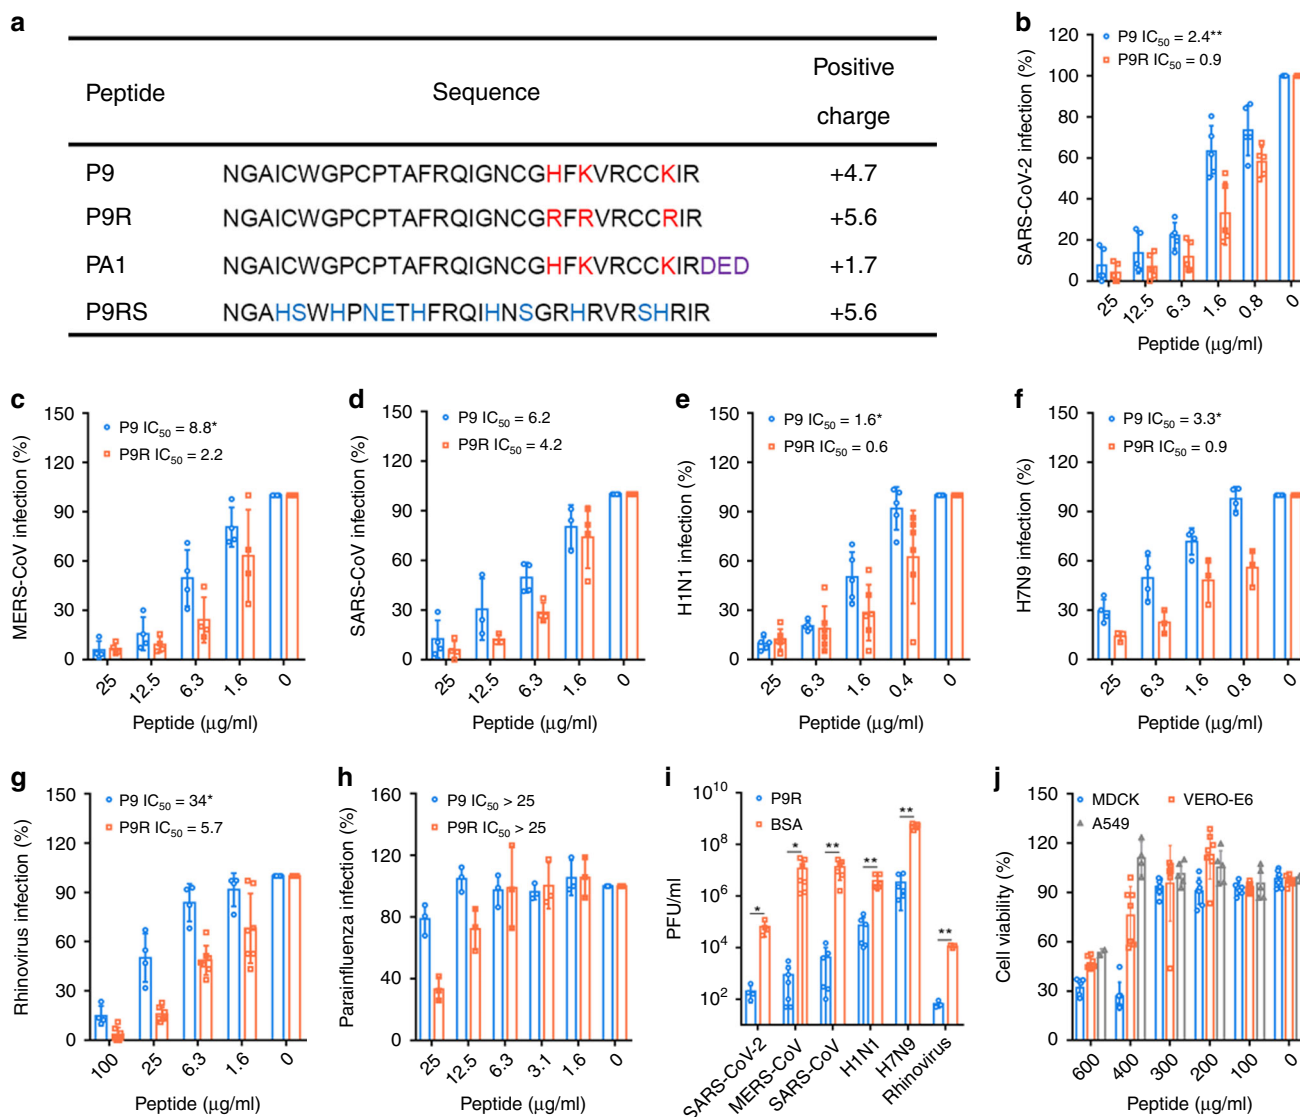 a
Peptide Sequence Positive charge
P9 NGAICWGPCPTAFRQIGNCGHFKVRCCKIR +4.7
P9R NGAICWGPCPTAFRQIGNCGRFRVRCCRIR +5.6
PA1 NGAICWGPCPTAFRQIGNCGHFKVRCCKIRDED +1.7
P9RS NGAHSWHPNETHFRQIHNSGRHRVRSHRIR +5.6
b
P9 IC50 = 2.4**
P9R IC50 = 0.9
SARS-CoV-2 infection (%)
120
100
80
60
40
20
0
25 12.5 6.3 1.6 0.8 0
Peptide (μg/ml)
c
P9 IC50 = 8.8*
P9R IC50 = 2.2
MERS-CoV infection (%)
150
120
90
60
30
0
25 12.5 6.3 1.6 0
Peptide (μg/ml)
d
P9 IC50 = 6.2
P9R IC50 = 4.2
SARS-CoV infection (%)
150
120
90
60
30
0
25 12.5 6.3 1.6 0
Peptide (μg/ml)
e
P9 IC50 = 1.6*
P9R IC50 = 0.6
H1N1 infection (%)
150
120
90
60
30
0
25 6.3 1.6 0.4 0
Peptide (μg/ml)
f
P9 IC50 = 3.3*
P9R IC50 = 0.9
H7N9 infection (%)
150
120
90
60
30
0
25 6.3 1.6 0.8 0
Peptide (μg/ml)
g
P9 IC50 = 34*
P9R IC50 = 5.7
Rhinovirus infection (%)
150
120
90
60
30
0
100 25 6.3 1.6 0
Peptide (μg/ml)
h
P9 IC50 > 25
P9R IC50 > 25
Parainfluenza infection (%)
160
120
80
40
0
25 12.5 6.3 3.1 1.6 0
Peptide (μg/ml)
i
P9R
BSA
PFU/ml
10^10
10^8
10^6
10^4
10^2
* * ** ** ** **
SARS-CoV-2 MERS-CoV SARS-CoV H1N1 H7N9 Rhinovirus
j
MDCK VERO-E6
A549
Cell viability (%)
150
120
90
60
30
0
600 400 300 200 100 0
Peptide (μg/ml)